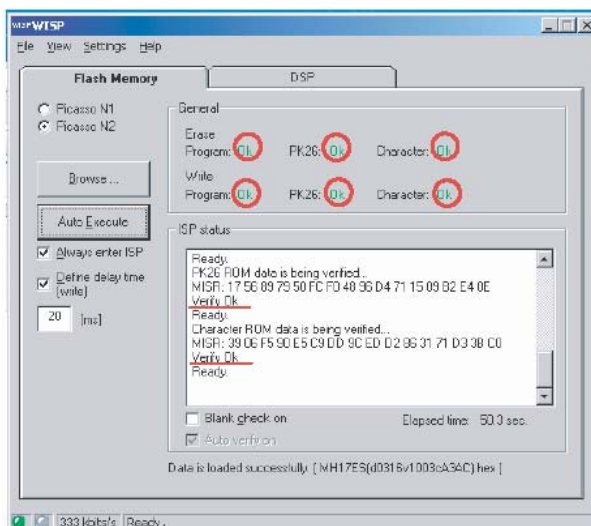 WISP WISP
File View Settings Help
Flash Memory DSP
Picasso N1
Picasso N2
Browse ...
Auto Execute
Always enter ISP
Define delay time
(write)
20 [ms]
General
Erase
Program: Ok PK26: Ok Character: Ok
Write
Program: Ok PK26: Ok Character: Ok
ISP status
Ready.
PK26 ROM data is being verified...
MISR: 17 56 89 79 50 FC F0 48 96 D4 71 15 09 B2 E4 0E
Verify Ok
Ready.
Character ROM data is being verified...
MISR: 39 06 F5 90 E5 C9 DD 9C ED D2 86 31 71 D3 3B C0
Verify Ok
Ready.
Blank check on Elapsed time: 50.3 sec.
Auto verify on
Data is loaded successfully. [ MH17ES(d0316v1003cA3AC).hex ]
333 kbits/s Ready.